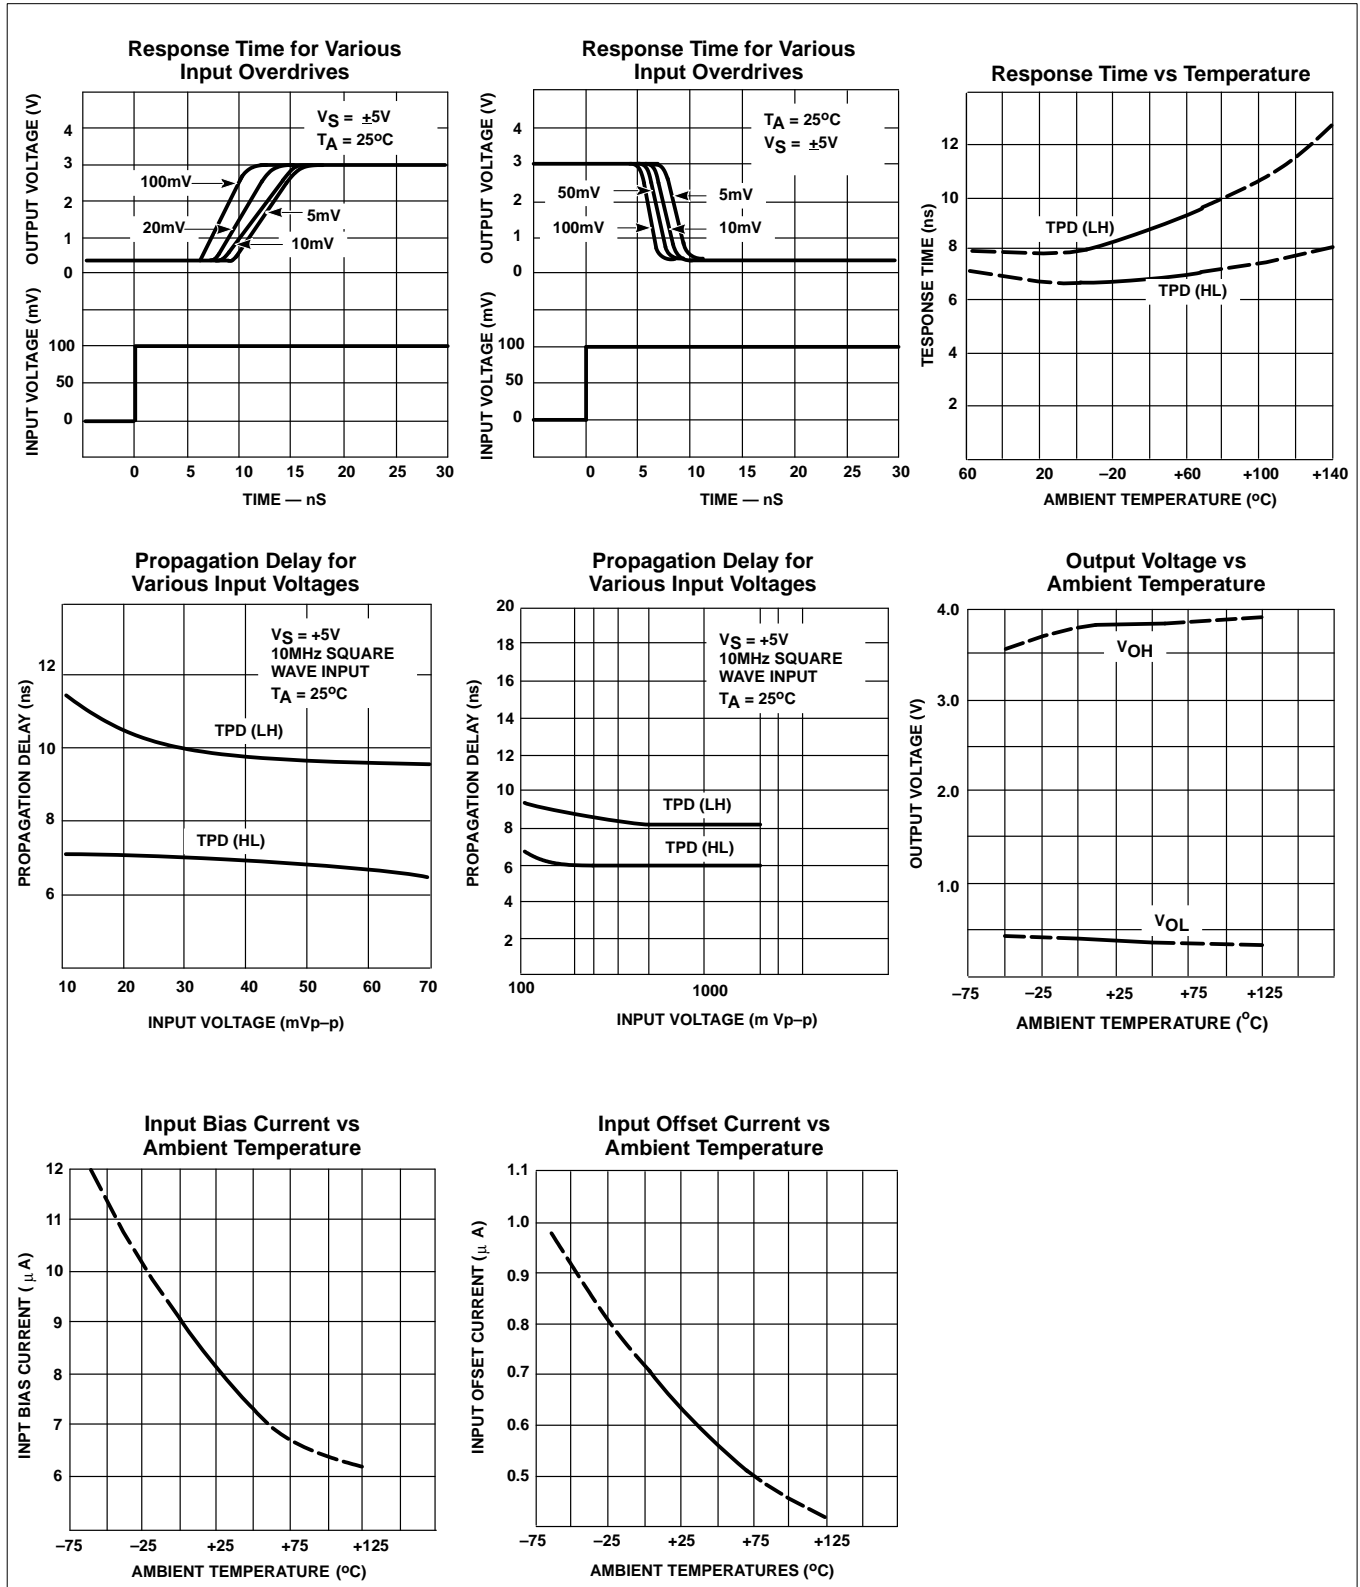 Response Time for Various
Input Overdrives
OUTPUT VOLTAGE (V)
INPUT VOLTAGE (mV)
4
3
2
1
0
100
50
0
VS = ±5V
TA = 25°C
100mV
20mV
5mV
10mV
0 5 10 15 20 25 30
TIME — nS
Response Time for Various
Input Overdrives
OUTPUT VOLTAGE (V)
INPUT VOLTAGE (mV)
4
3
2
1
0
100
50
0
TA = 25°C
VS = ±5V
50mV
100mV
5mV
10mV
0 5 10 15 20 25 30
TIME — nS
Response Time vs Temperature
TESPONSE TIME (ns)
12
10
8
6
4
2
TPD (LH)
TPD (HL)
60 20 –20 +60 +100 +140
AMBIENT TEMPERATURE (°C)
Propagation Delay for
Various Input Voltages
PROPAGATION DELAY (ns)
12
10
8
6
VS = +5V
10MHz SQUARE
WAVE INPUT
TA = 25°C
TPD (LH)
TPD (HL)
10 20 30 40 50 60 70
INPUT VOLTAGE (mVp–p)
Propagation Delay for
Various Input Voltages
PROPAGATION DELAY (ns)
20
18
16
14
12
10
8
6
4
2
VS = +5V
10MHz SQUARE
WAVE INPUT
TA = 25°C
TPD (LH)
TPD (HL)
100 1000
INPUT VOLTAGE (m Vp–p)
Output Voltage vs
Ambient Temperature
OUTPUT VOLTAGE (V)
4.0
3.0
2.0
1.0
VOH
VOL
–75 –25 +25 +75 +125
AMBIENT TEMPERATURE (°C)
Input Bias Current vs
Ambient Temperature
INPT BIAS CURRENT ( μ A)
12
11
10
9
8
7
6
–75 –25 +25 +75 +125
AMBIENT TEMPERATURE (°C)
Input Offset Current vs
Ambient Temperature
INPUT OFSET CURRENT ( μ A)
1.1
1.0
0.9
0.8
0.7
0.6
0.5
–75 –25 +25 +75 +125
AMBIENT TEMPERATURES (°C)